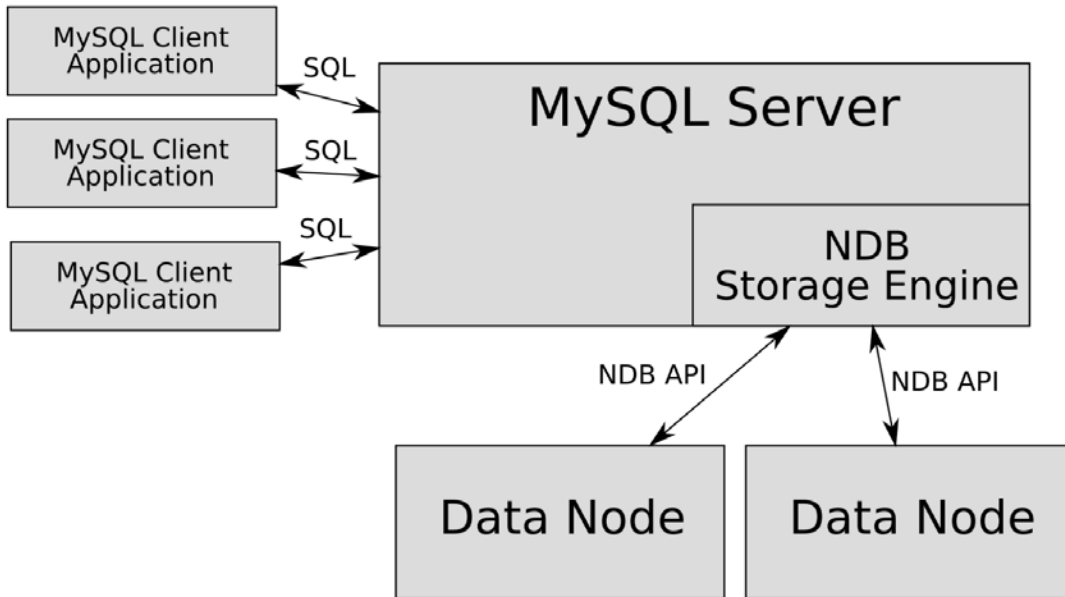 MySQL Client
Application
SQL
MySQL Client
Application
SQL
MySQL Client
Application
SQL
MySQL Server
NDB
Storage Engine
NDB API
NDB API
Data Node
Data Node